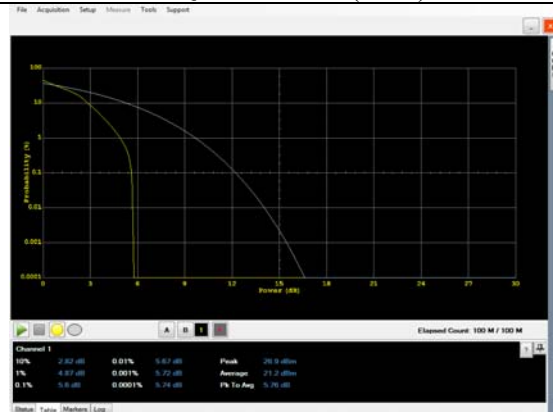 File Acquisition Setup Measure Tools Support
100
10
1
0.1
0.01
0.001
0.0001
Probability (%)
0 3 6 9 12 15 18 21 24 27 30
Power (dB)
A B 1
Elapsed Count: 100 M / 100 M
Channel 1
10% 2.82 dB 0.01% 5.67 dB Peak 26.9 dBm
1% 4.87 dB 0.001% 5.72 dB Average 21.2 dBm
0.1% 5.6 dB 0.0001% 5.74 dB Pk To Avg 5.76 dB
Status Table Markers Log